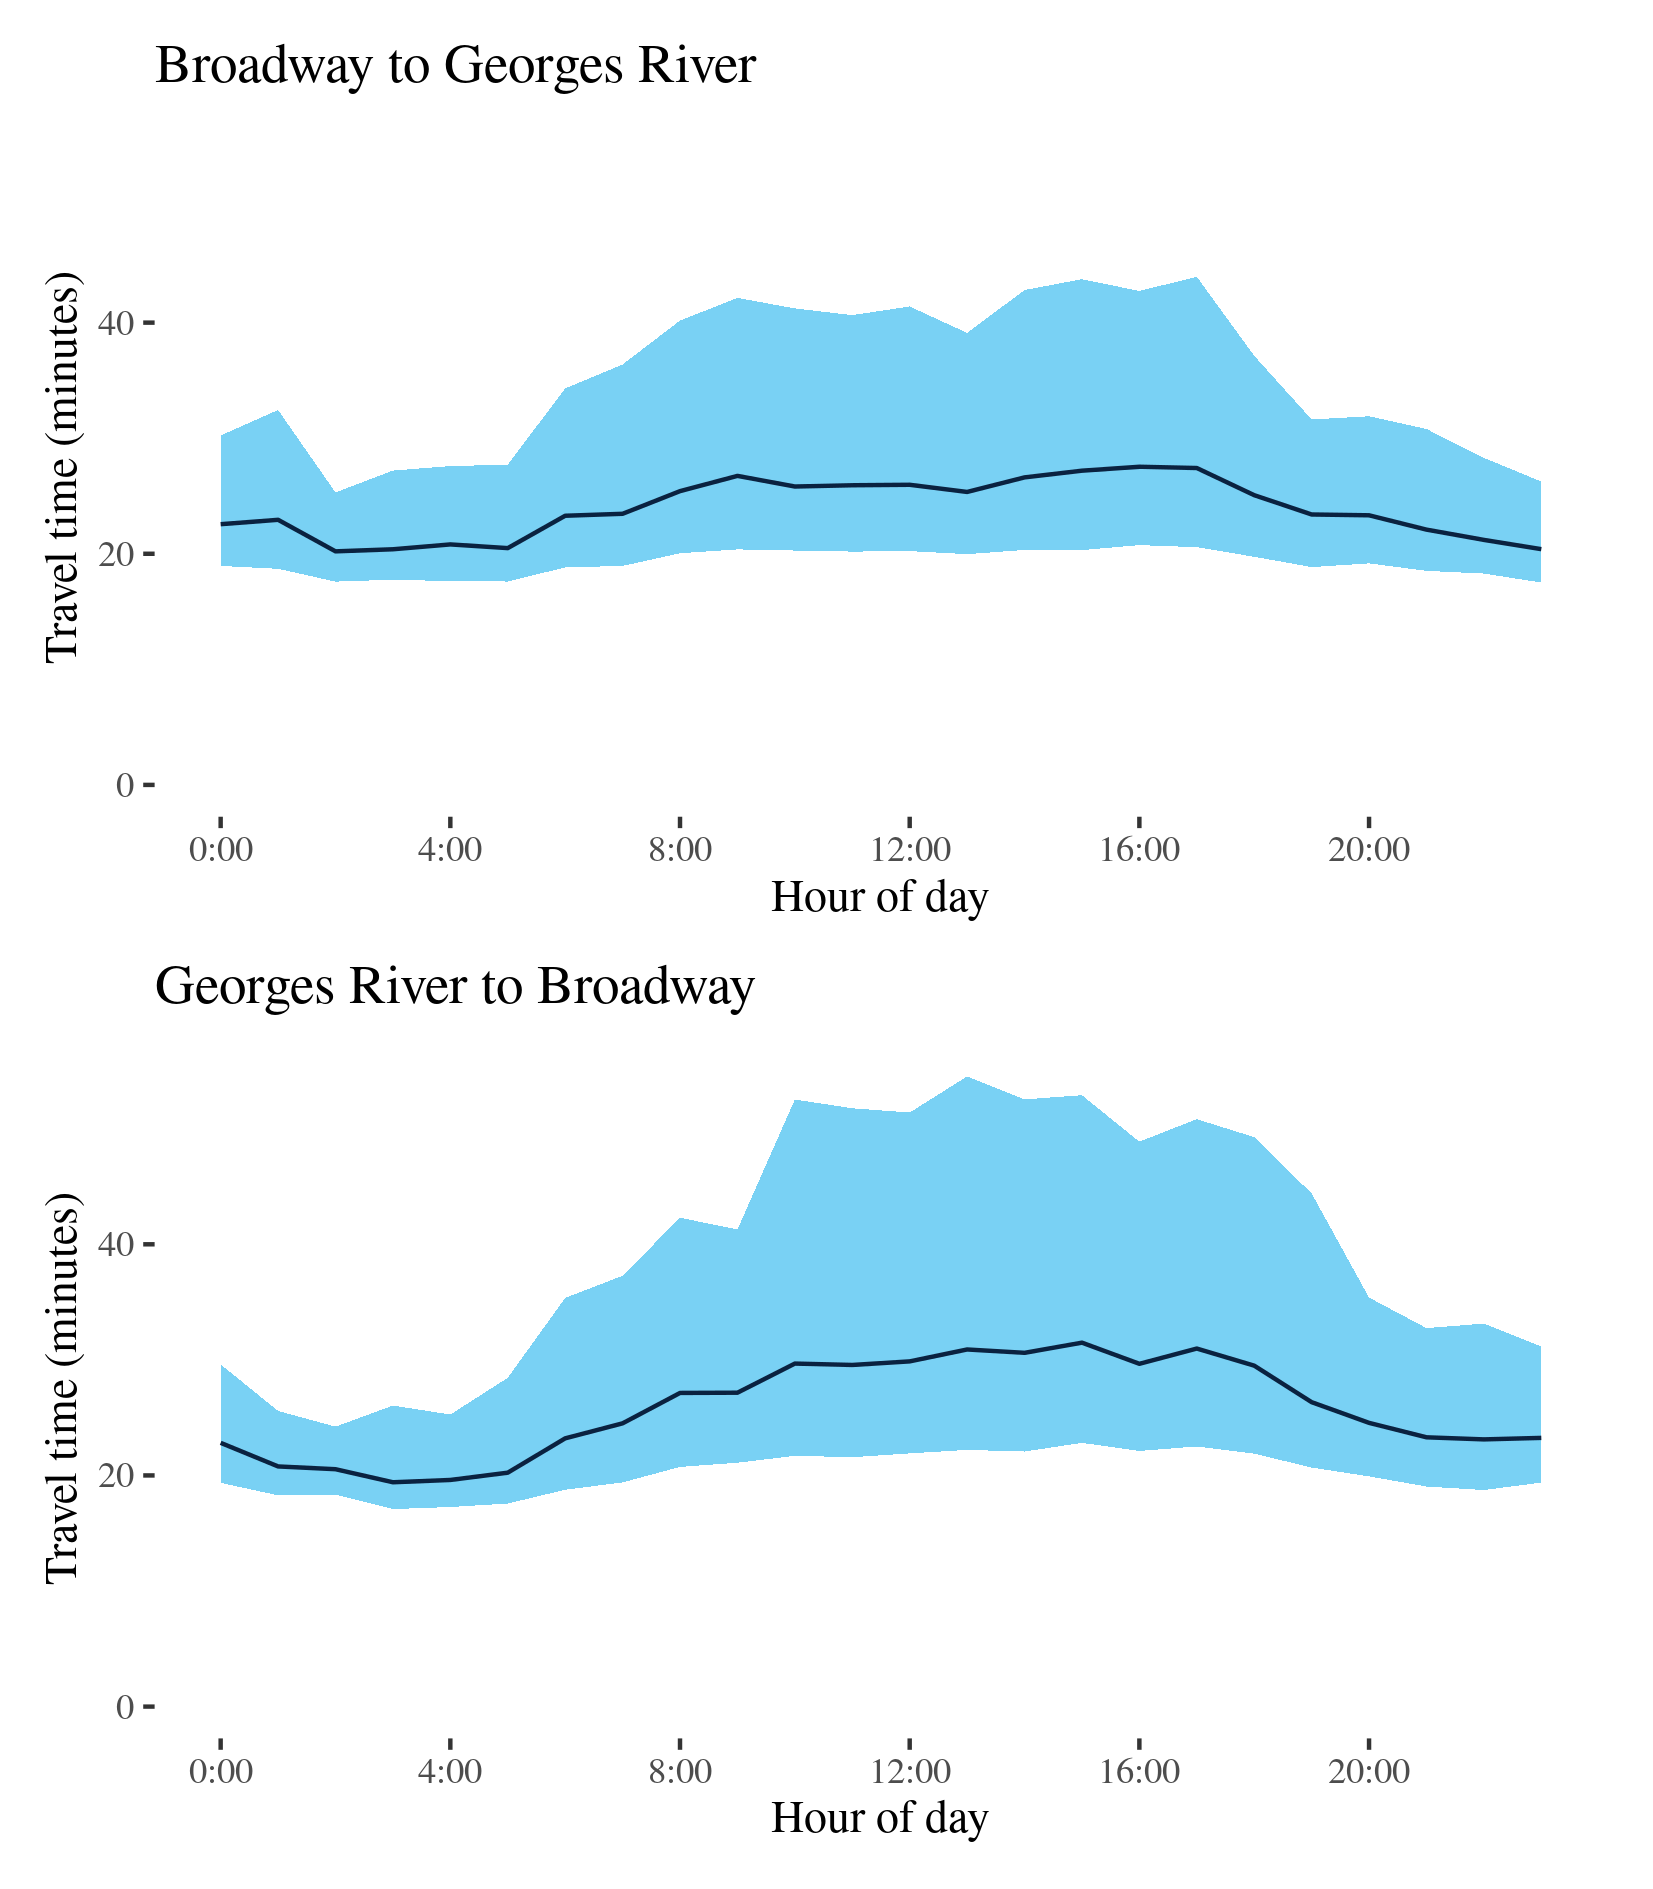 Broadway to Georges River
Travel time (minutes)
40
20
0
0:00 4:00 8:00 12:00 16:00 20:00
Hour of day
Georges River to Broadway
Travel time (minutes)
40
20
0
0:00 4:00 8:00 12:00 16:00 20:00
Hour of day